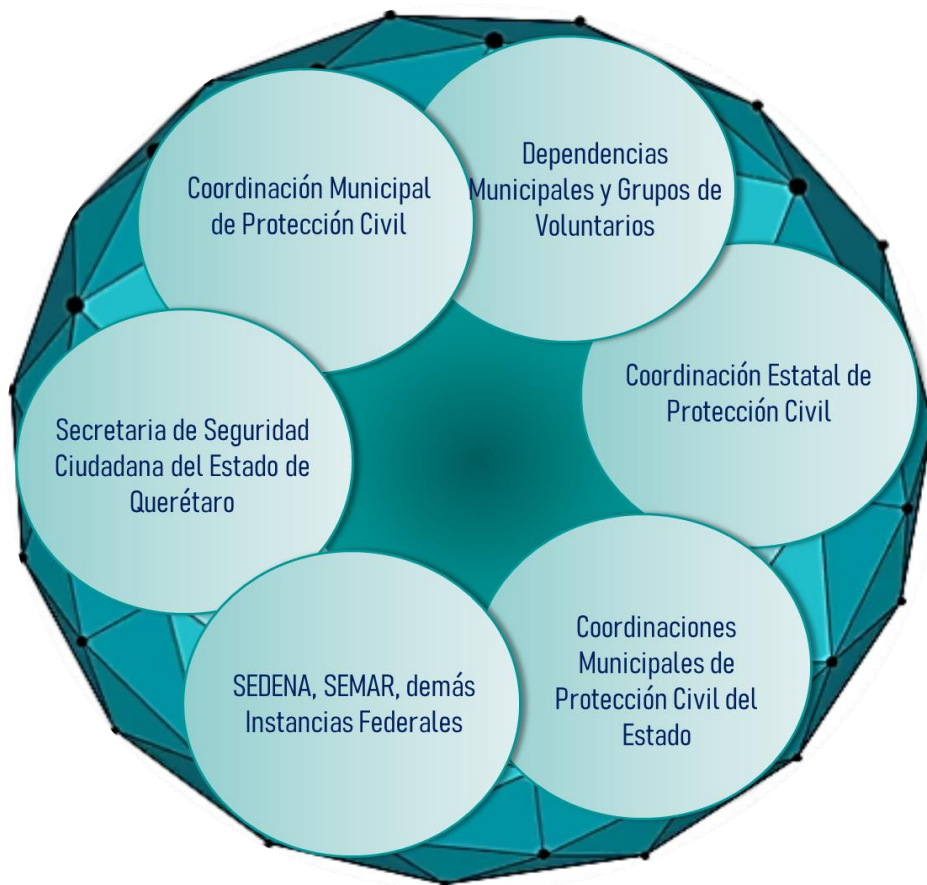 Dependencias
Municipales y Grupos de
Voluntarios
Coordinación Estatal de
Protección Civil
Coordinaciones
Municipales de
Protección Civil del
Estado
SEDENA, SEMAR, demás
Instancias Federales
Secretaria de Seguridad
Ciudadana del Estado de
Querétaro
Coordinación Municipal
de Protección Civil